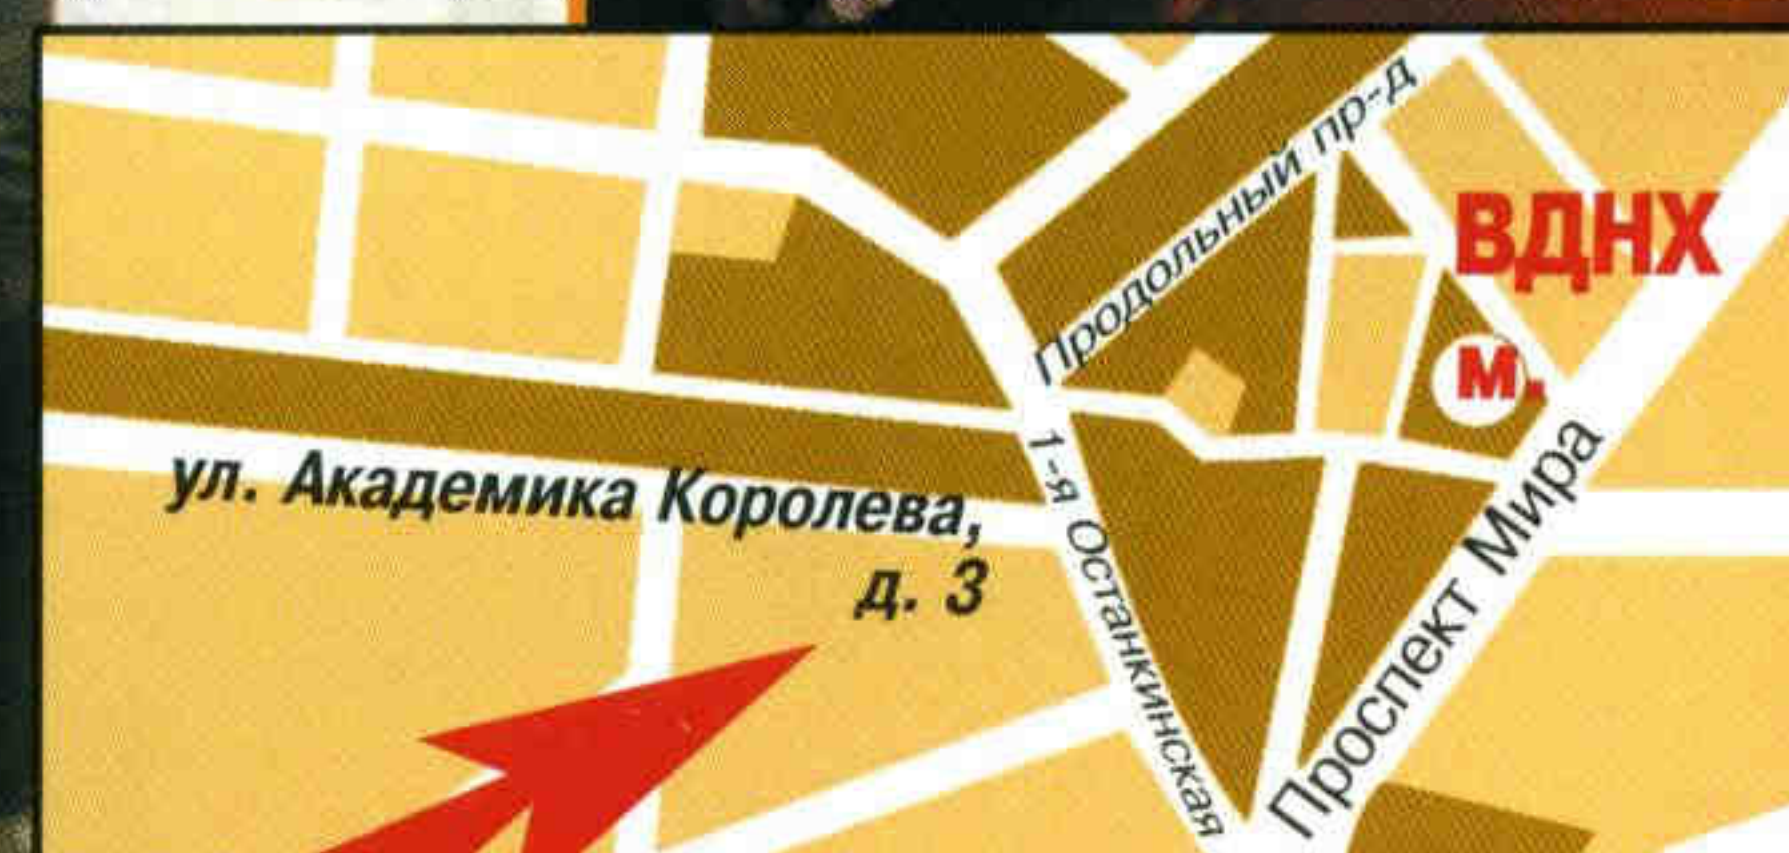 Продольный пр-д
ВДНХ
м.
ул. Академика Королева,
д. 3
1-я Останкинская
Проспект Мира